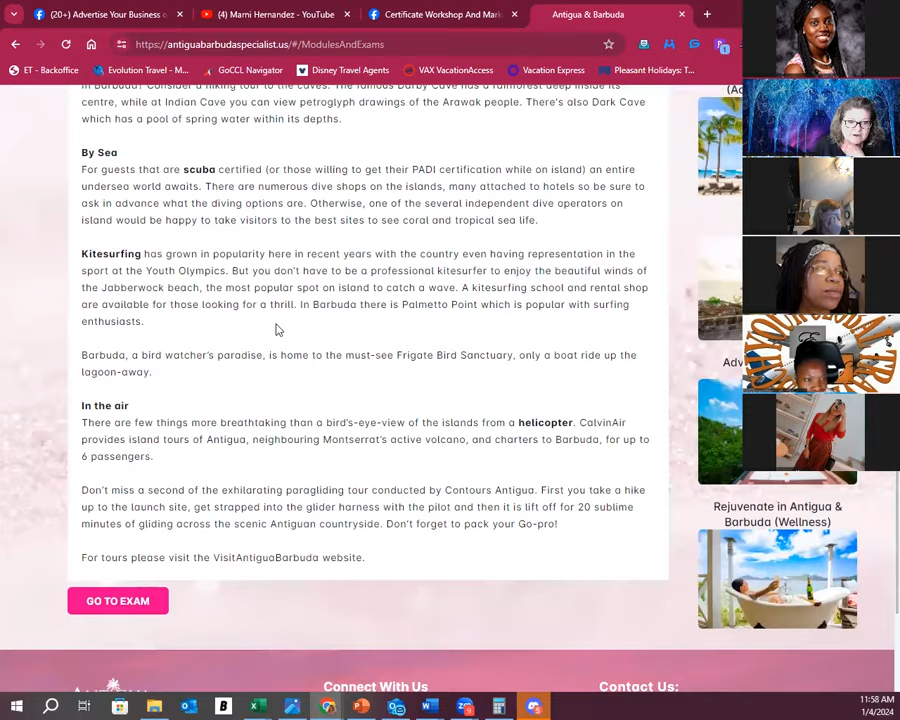 (20+) Advertise Your Business o
(4) Marni Hernandez - YouTube
Certificate Workshop And Mark
Antigua & Barbuda
https://antiguabarbudaspecialist.us/#/ModulesAndExams
ET - Backoffice
Evolution Travel - M...
GoCCL Navigator
Disney Travel Agents
VAX VacationAccess
Vacation Express
Pleasant Holidays: T...
in Barbuda? Consider a hiking tour to the caves. The famous Darby Cave has a rainforest deep inside its
centre, while at Indian Cave you can view petroglyph drawings of the Arawak people. There's also Dark Cave
which has a pool of spring water within its depths.
By Sea
For guests that are scuba certified (or those willing to get their PADI certification while on island) an entire
undersea world awaits. There are numerous dive shops on the islands, many attached to hotels so be sure to
ask in advance what the diving options are. Otherwise, one of the several independent dive operators on
island would be happy to take visitors to the best sites to see coral and tropical sea life.
Kitesurfing has grown in popularity here in recent years with the country even having representation in the
sport at the Youth Olympics. But you don't have to be a professional kitesurfer to enjoy the beautiful winds of
the Jabberwock beach, the most popular spot on island to catch a wave. A kitesurfing school and rental shop
are available for those looking for a thrill. In Barbuda there is Palmetto Point which is popular with surfing
enthusiasts.
Barbuda, a bird watcher's paradise, is home to the must-see Frigate Bird Sanctuary, only a boat ride up the
lagoon-away.
In the air
There are few things more breathtaking than a bird's-eye-view of the islands from a helicopter. CalvinAir
provides island tours of Antigua, neighbouring Montserrat's active volcano, and charters to Barbuda, for up to
6 passengers.
Don't miss a second of the exhilarating paragliding tour conducted by Contours Antigua. First you take a hike
up to the launch site, get strapped into the glider harness with the pilot and then it is lift off for 20 sublime
minutes of gliding across the scenic Antiguan countryside. Don't forget to pack your Go-pro!
For tours please visit the VisitAntiguaBarbuda website.
GO TO EXAM
(Ac
Adv
Rejuvenate in Antigua &
Barbuda (Wellness)
Connect With Us
Contact Us:
11:58 AM
1/4/2024